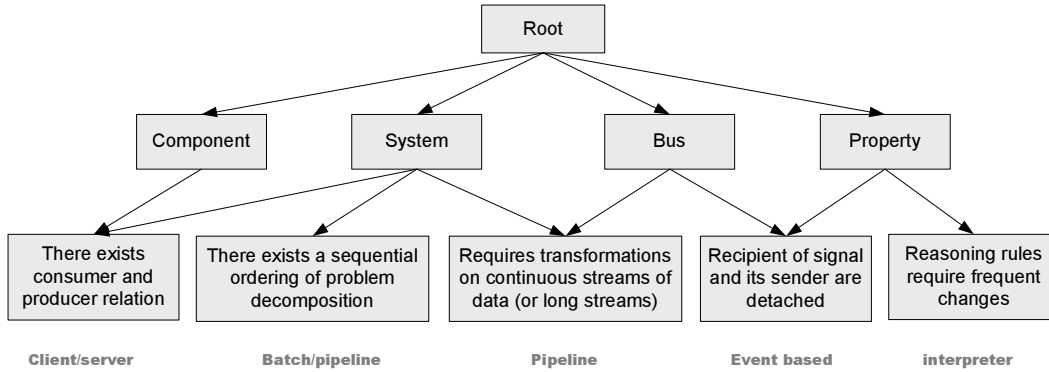 Root
Component
System
Bus
Property
There exists
consumer and
producer relation
There exists a sequential
ordering of problem
decomposition
Requires transformations
on continuous streams of
data (or long streams)
Recipient of signal
and its sender are
detached
Reasoning rules
require frequent
changes
Client/server
Batch/pipeline
Pipeline
Event based
interpreter